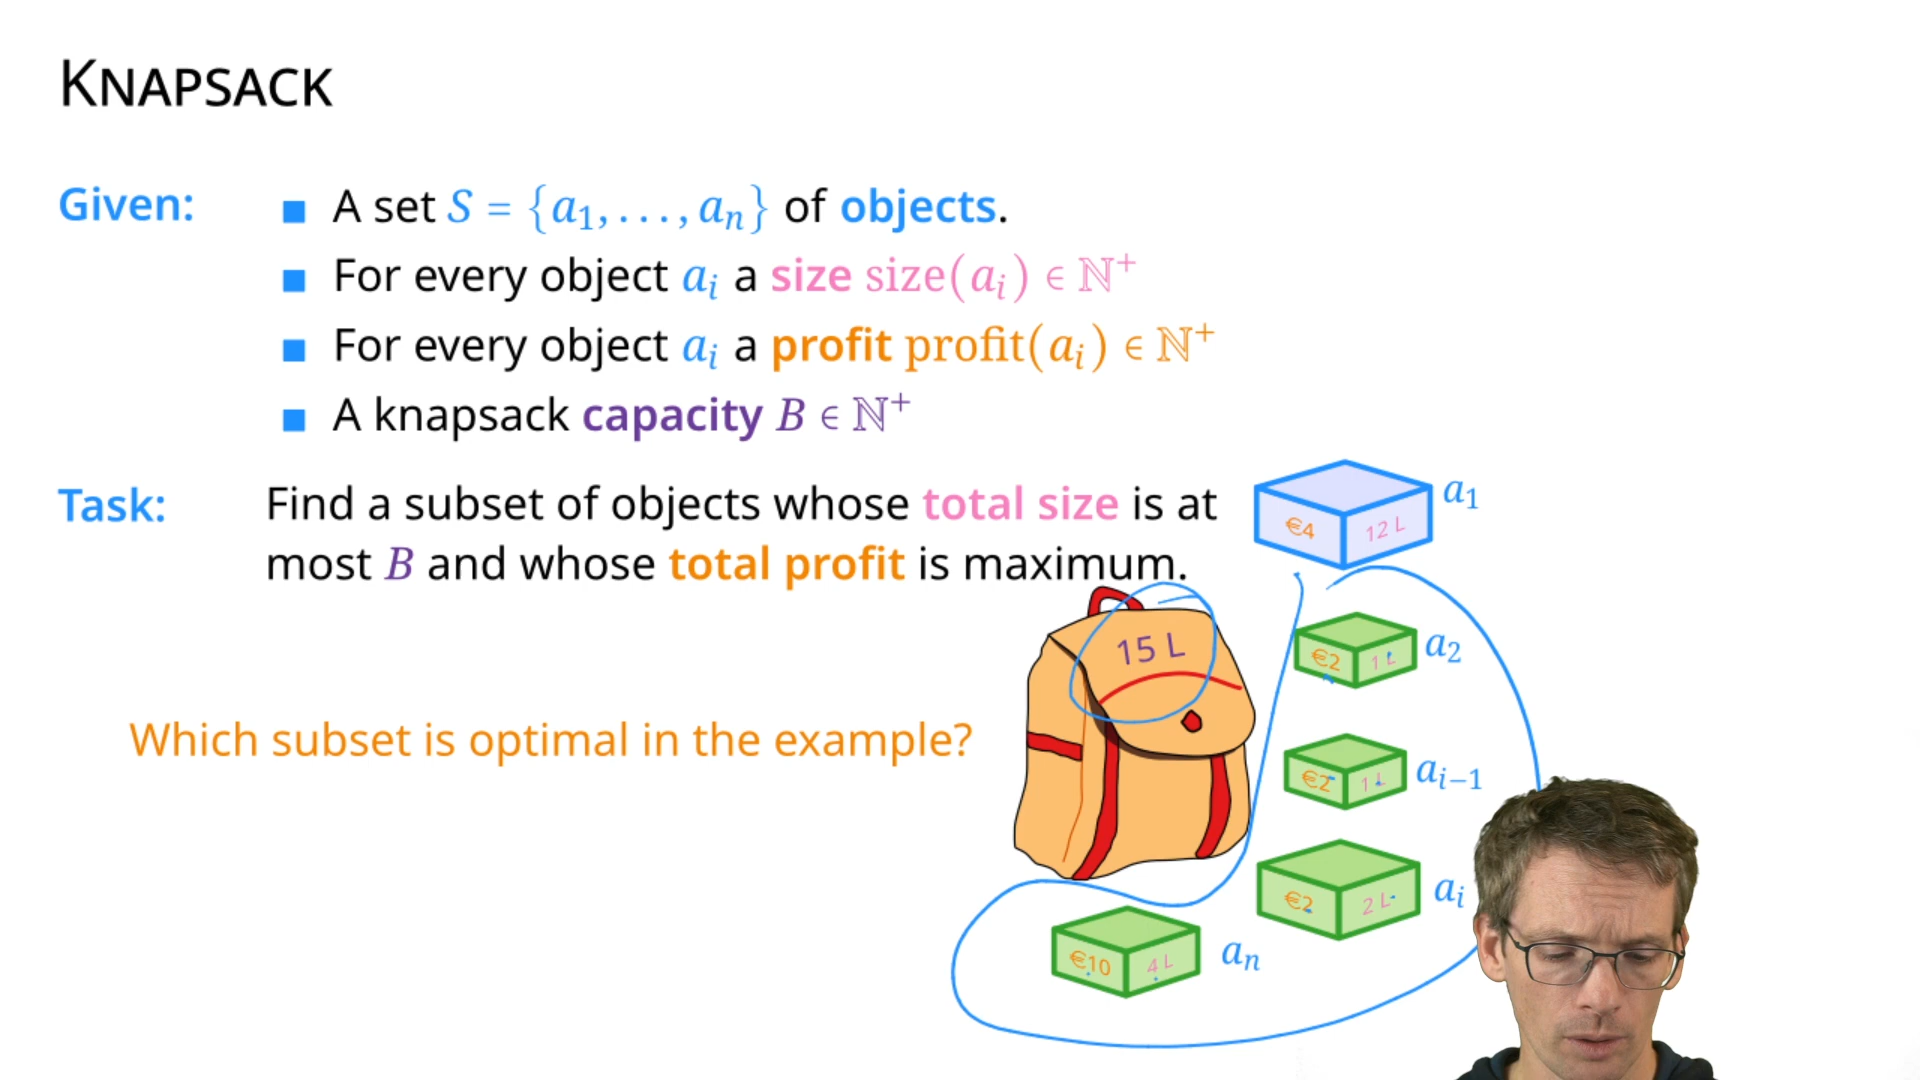 KNAPSACK
Given:
■ A set S = {a₁, . . . , aₙ} of objects.
■ For every object aᵢ a size size(aᵢ) ∈ ℕ⁺
■ For every object aᵢ a profit profit(aᵢ) ∈ ℕ⁺
■ A knapsack capacity B ∈ ℕ⁺
Task: Find a subset of objects whose total size is at
most B and whose total profit is maximum.
€4 12 L a₁
15 L
€2 1 L a₂
Which subset is optimal in the example?
€2 1 L aᵢ₋₁
€2 2 L aᵢ
€10 4 L aₙ